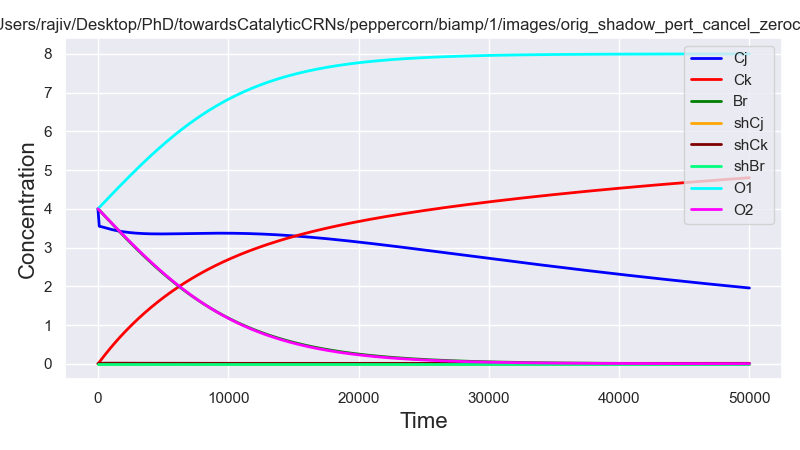 Users/rajiv/Desktop/PhD/towardsCatalyticCRNs/peppercorn/biamp/1/images/orig_shadow_pert_cancel_zeroc
8
7
6
5
4
3
2
1
0
Concentration
Cj
Ck
Br
shCj
shCk
shBr
O1
O2
0 10000 20000 30000 40000 50000
Time